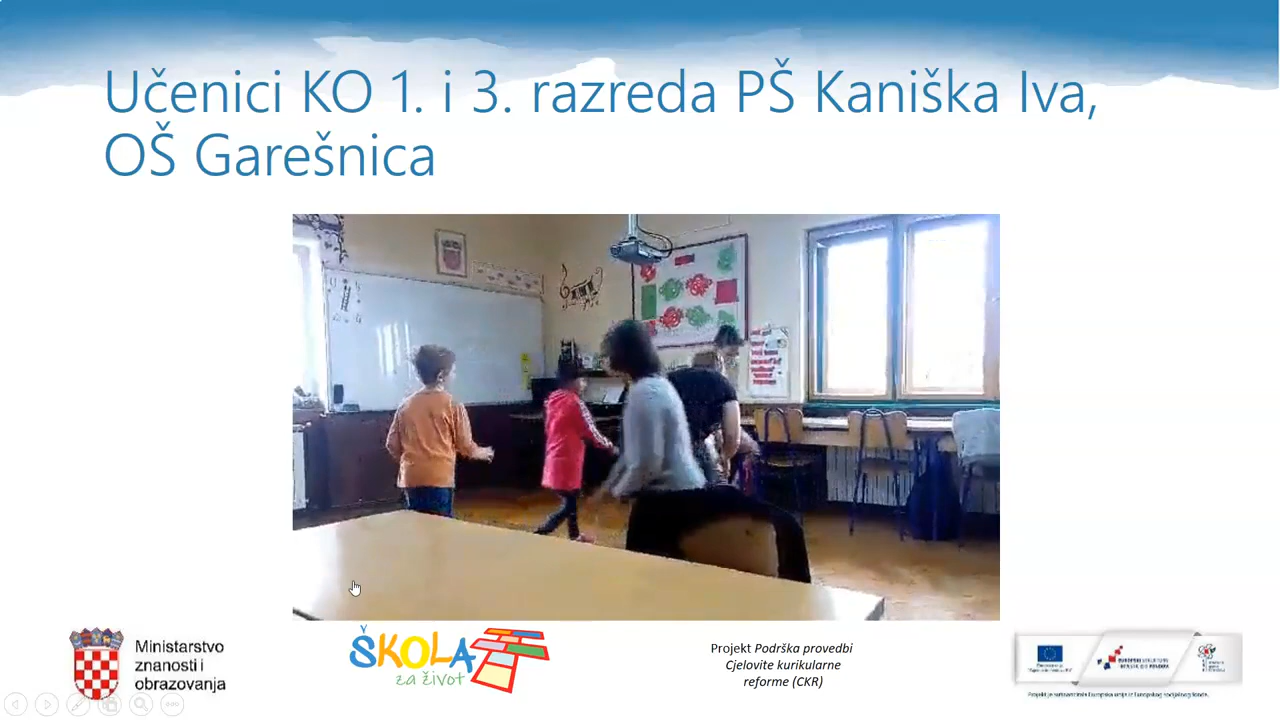 Učenici KO 1. i 3. razreda PŠ Kaniška Iva,
OŠ Garešnica
Ministarstvo
znanosti i
obrazovanja
ŠKOLA
za život
Projekt Podrška provedbi
Cjelovite kurikularne
reforme (CKR)